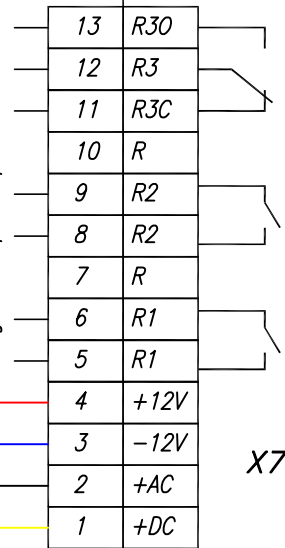 13 R30
12 R3
11 R3C
10 R
9 R2
8 R2
7 R
6 R1
5 R1
4 +12V
3 -12V
X7
2 +AC
1 +DC